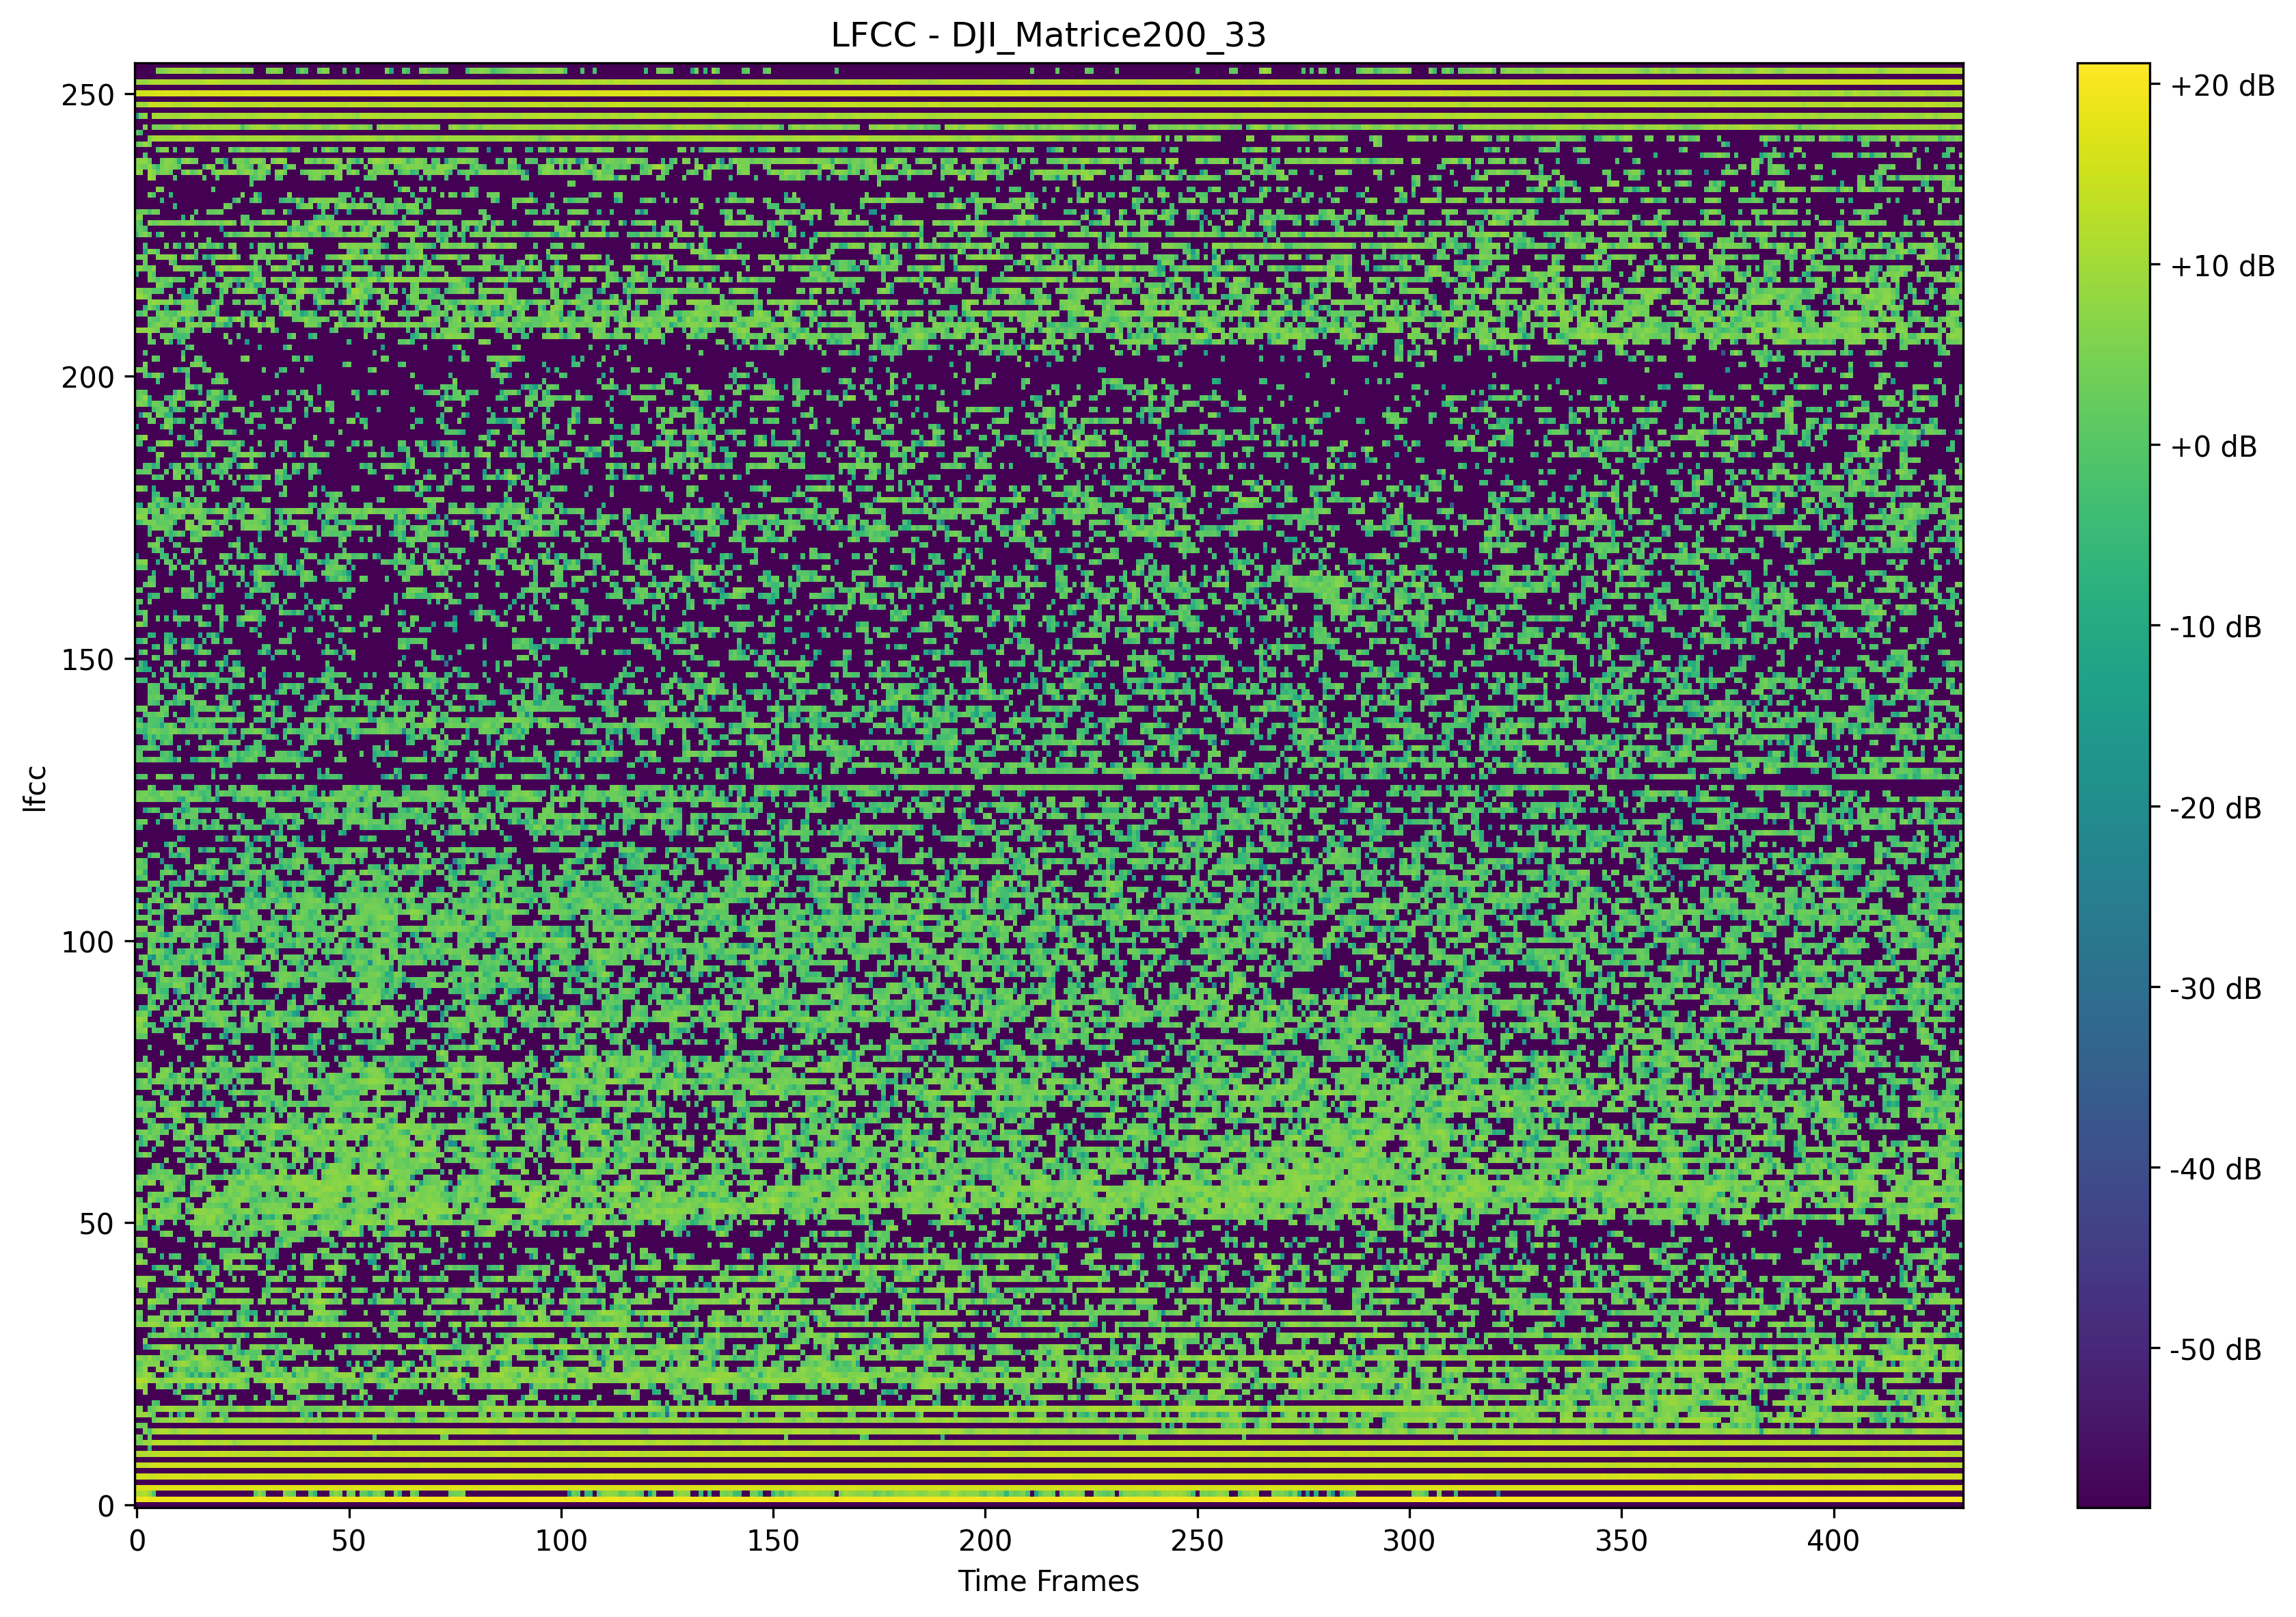 LFCC - DJI_Matrice200_33
250
200
150
100
50
0
lfcc
0 50 100 150 200 250 300 350 400
Time Frames
+20 dB
+10 dB
+0 dB
-10 dB
-20 dB
-30 dB
-40 dB
-50 dB